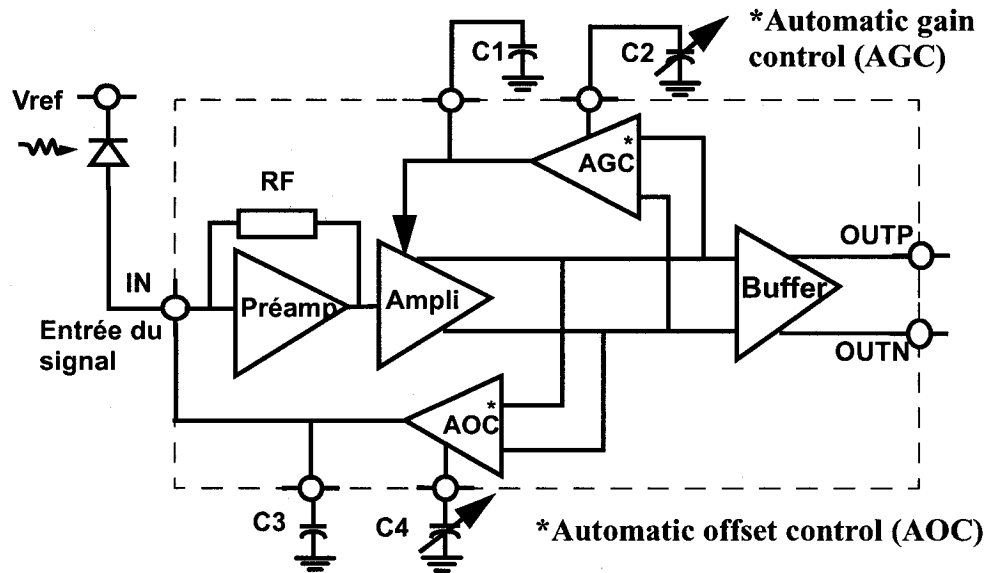 *Automatic gain
control (AGC)
C1
C2
Vref
*
AGC
RF
OUTP
IN
Préamp
Ampli
Buffer
Entrée du
signal
OUTN
*
AOC
C3
C4
*Automatic offset control (AOC)